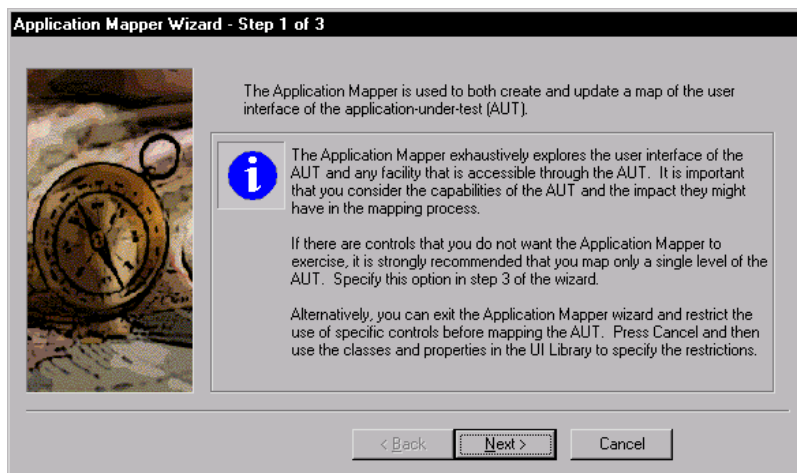 Application Mapper Wizard - Step 1 of 3
The Application Mapper is used to both create and update a map of the user
interface of the application-under-test (AUT).
The Application Mapper exhaustively explores the user interface of the
AUT and any facility that is accessible through the AUT. It is important
that you consider the capabilities of the AUT and the impact they might
have in the mapping process.
If there are controls that you do not want the Application Mapper to
exercise, it is strongly recommended that you map only a single level of the
AUT. Specify this option in step 3 of the wizard.
Alternatively, you can exit the Application Mapper wizard and restrict the
use of specific controls before mapping the AUT. Press Cancel and then
use the classes and properties in the UI Library to specify the restrictions.
< Back Next > Cancel